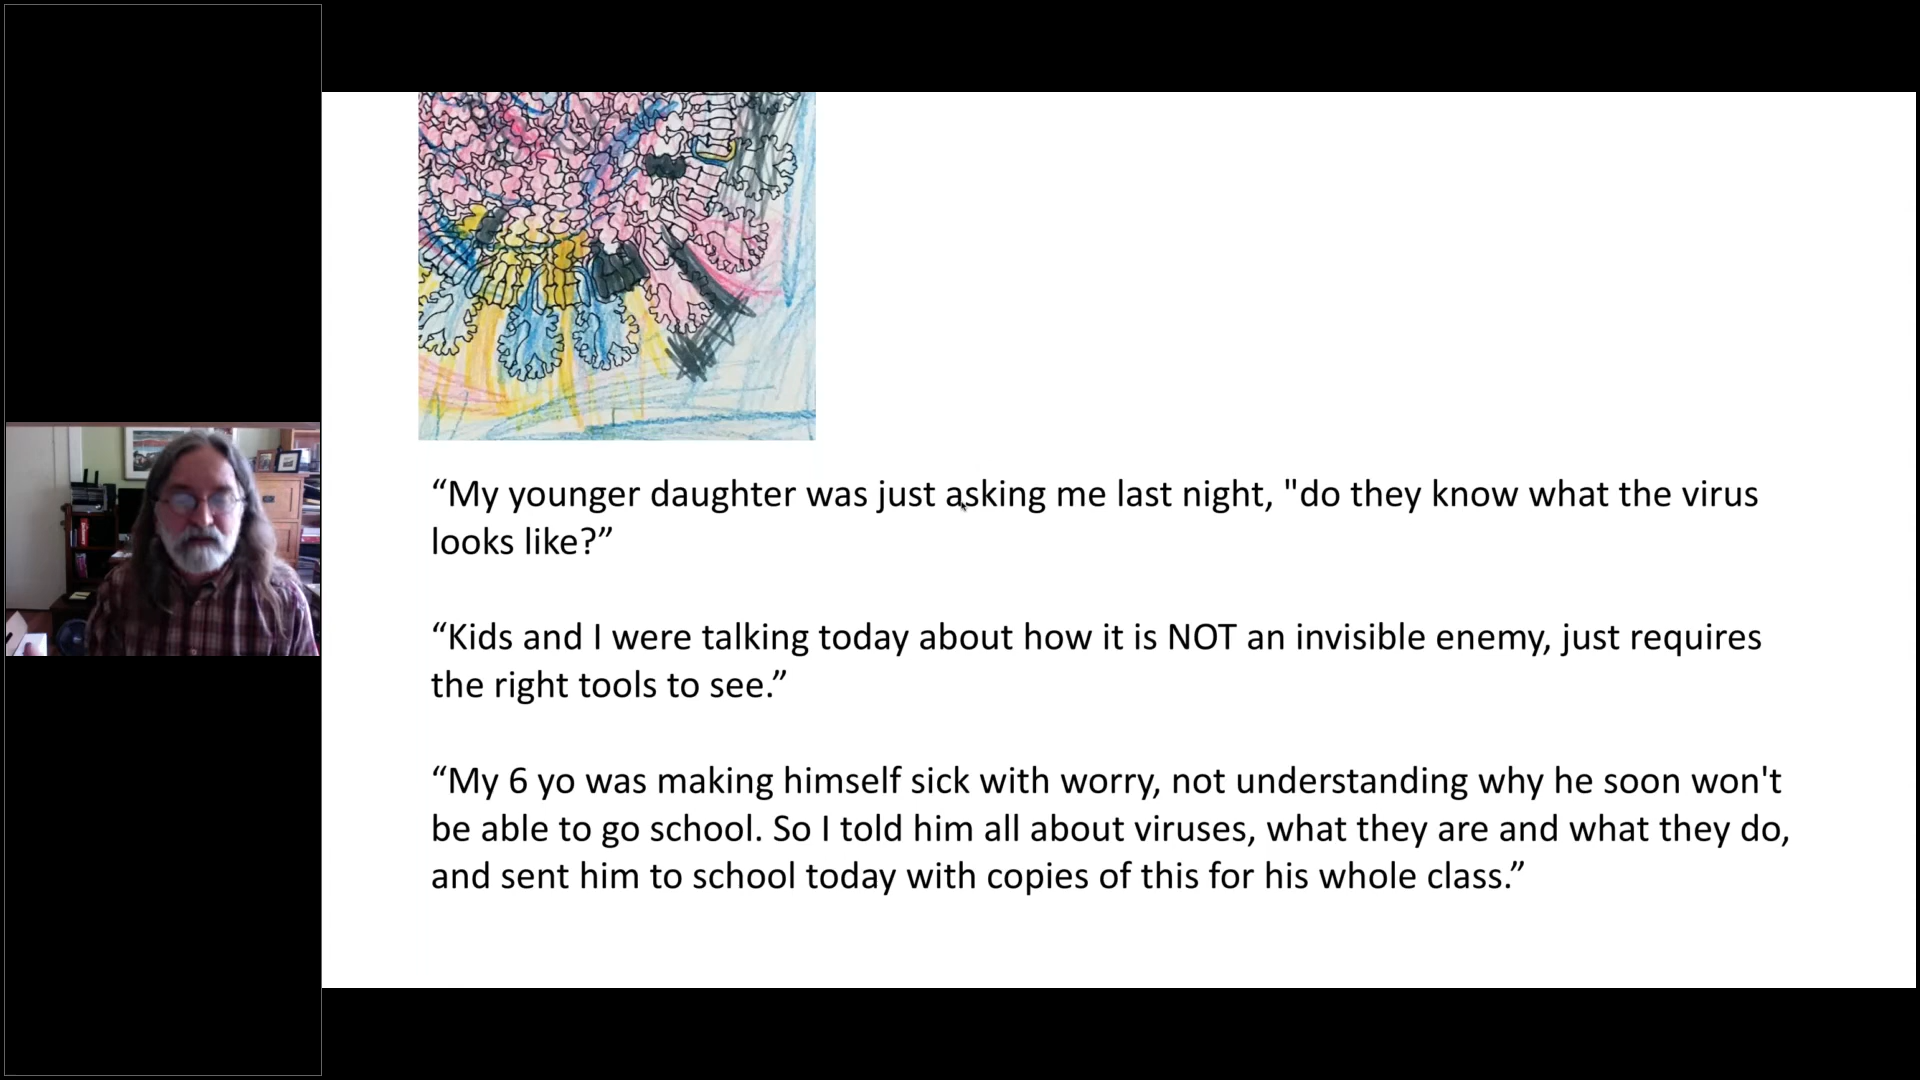 “My younger daughter was just asking me last night, "do they know what the virus
looks like?”
“Kids and I were talking today about how it is NOT an invisible enemy, just requires
the right tools to see.”
“My 6 yo was making himself sick with worry, not understanding why he soon won't
be able to go school. So I told him all about viruses, what they are and what they do,
and sent him to school today with copies of this for his whole class.”